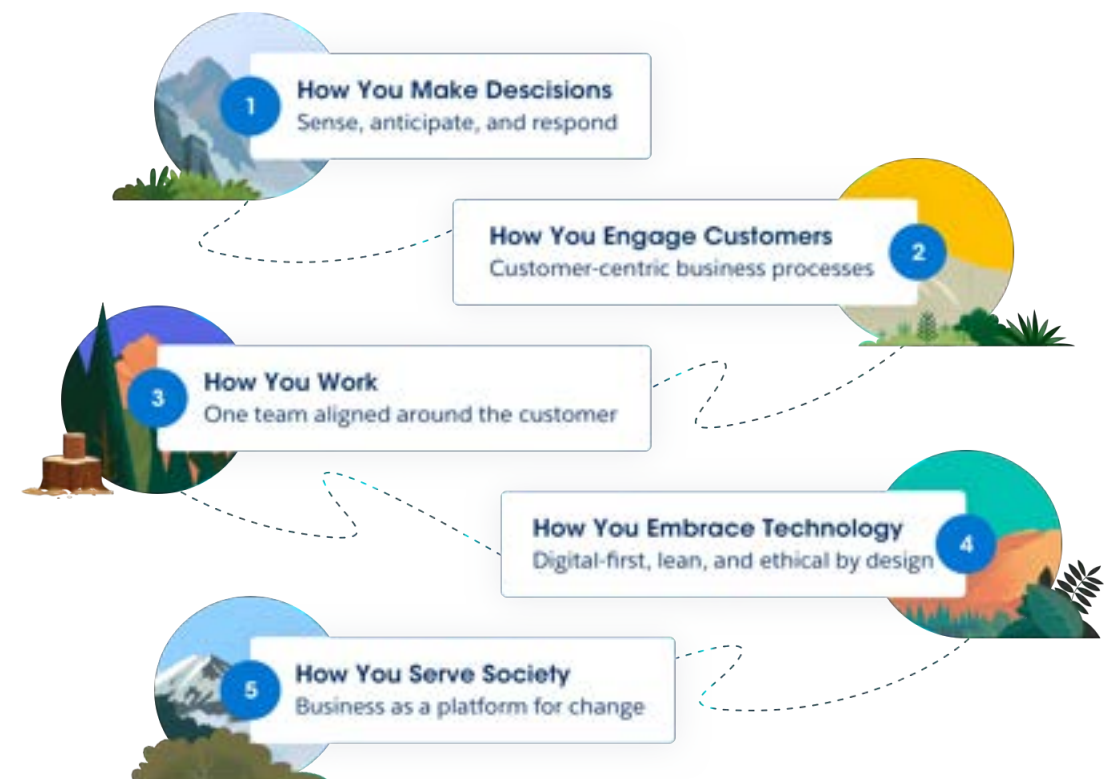 1
How You Make Descisions
Sense, anticipate, and respond
How You Engage Customers
Customer-centric business processes
2
3
How You Work
One team aligned around the customer
How You Embrace Technology
Digital-first, lean, and ethical by design
4
5
How You Serve Society
Business as a platform for change